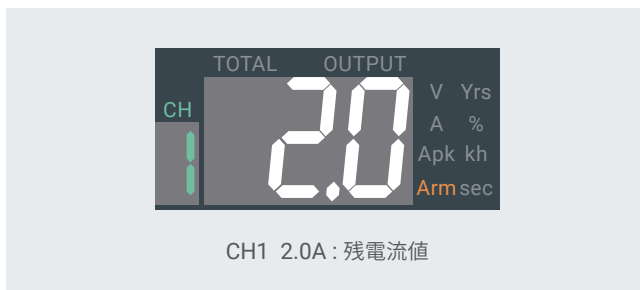 TOTAL OUTPUT
CH
1
2.0
V Yrs
A %
Apk kh
Arm sec
CH1 2.0A : 残電流値